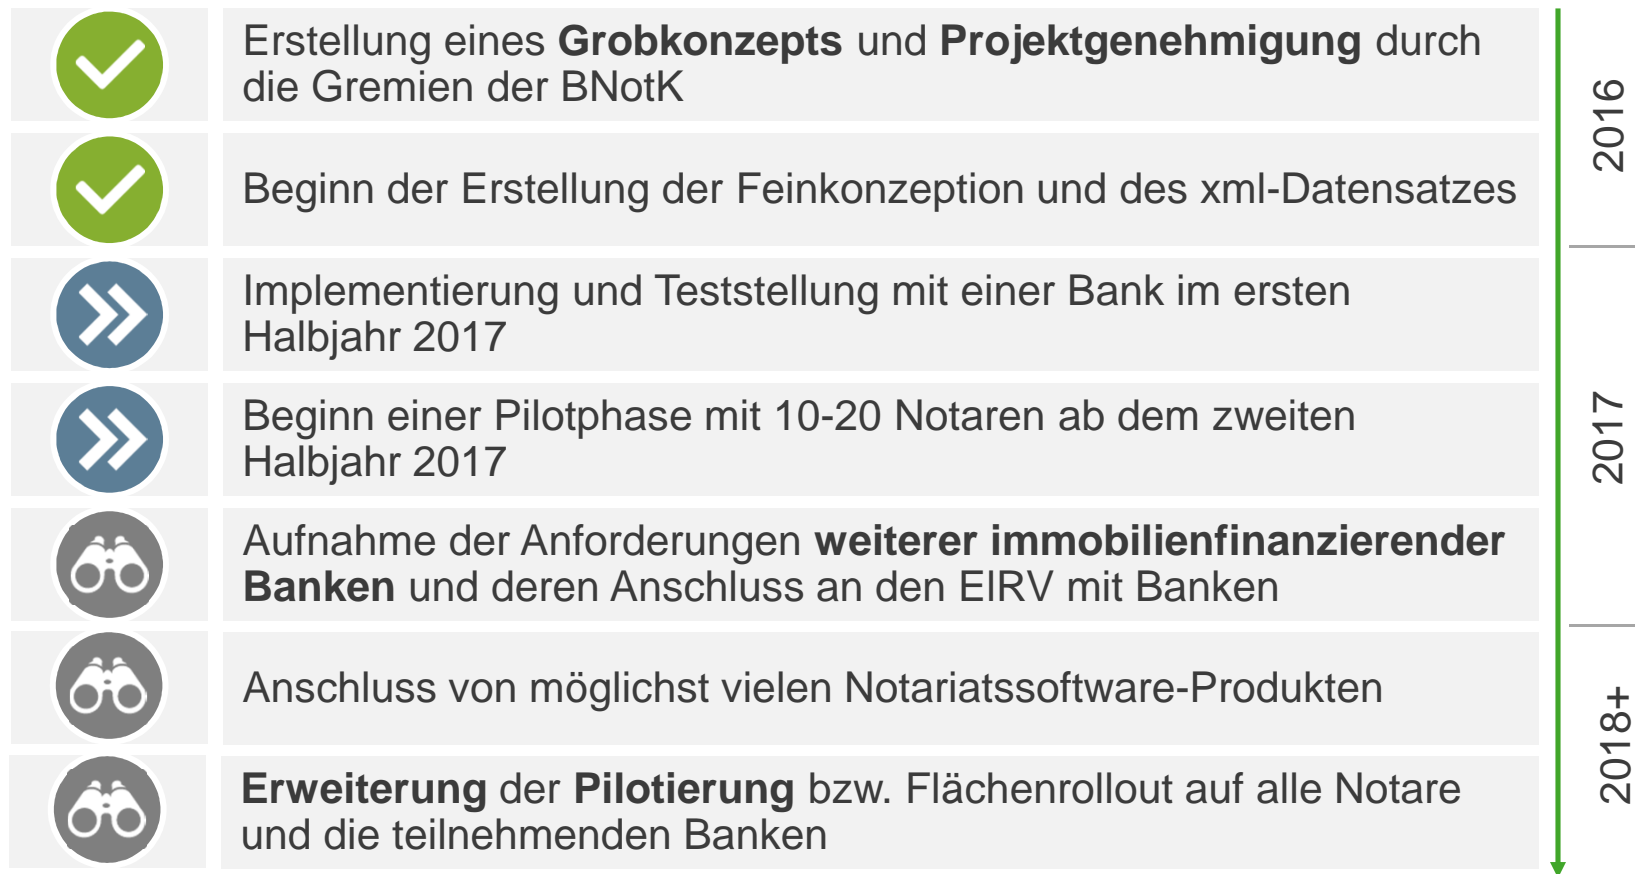 Erstellung eines Grobkonzepts und Projektgenehmigung durch
die Gremien der BNotK
Beginn der Erstellung der Feinkonzeption und des xml-Datensatzes
2016
Implementierung und Teststellung mit einer Bank im ersten
Halbjahr 2017
Beginn einer Pilotphase mit 10-20 Notaren ab dem zweiten
Halbjahr 2017
Aufnahme der Anforderungen weiterer immobilienfinanzierender
Banken und deren Anschluss an den ElRV mit Banken
2017
Anschluss von möglichst vielen Notariatssoftware-Produkten
Erweiterung der Pilotierung bzw. Flächenrollout auf alle Notare
und die teilnehmenden Banken
2018+